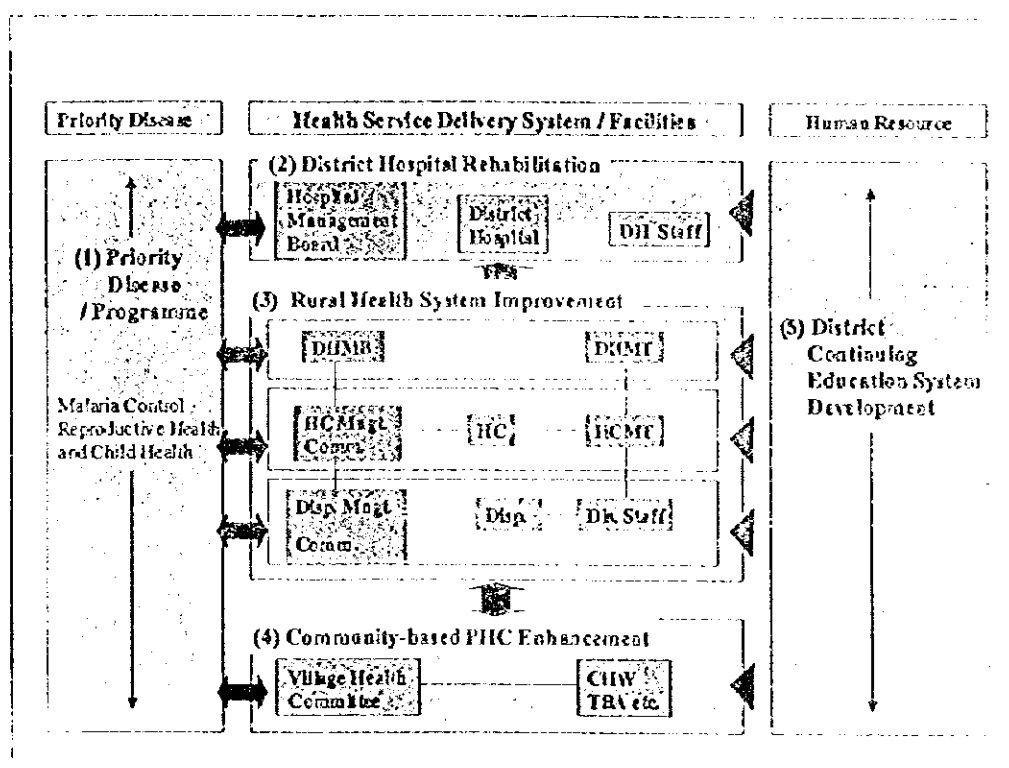 Priority Disease
Health Service Delivery System / Facilities
Human Resource
(2) District Hospital Rehabilitation
Hospital
Management
Board
District
Hospital
DH Staff
(1) Priority
Disease
/ Programme
(3) Rural Health System Improvement
DHMB
DHMT
(5) District
Continuing
Education System
Development
Malaria Control
Reproductive Health
and Child Health
HC Mngt.
Comm.
HC
HCMT
Disp. Mngt.
Comm.
Disp.
Staff
(4) Community-based PHC Enhancement
Village Health
Committee
CHW
TBA etc.